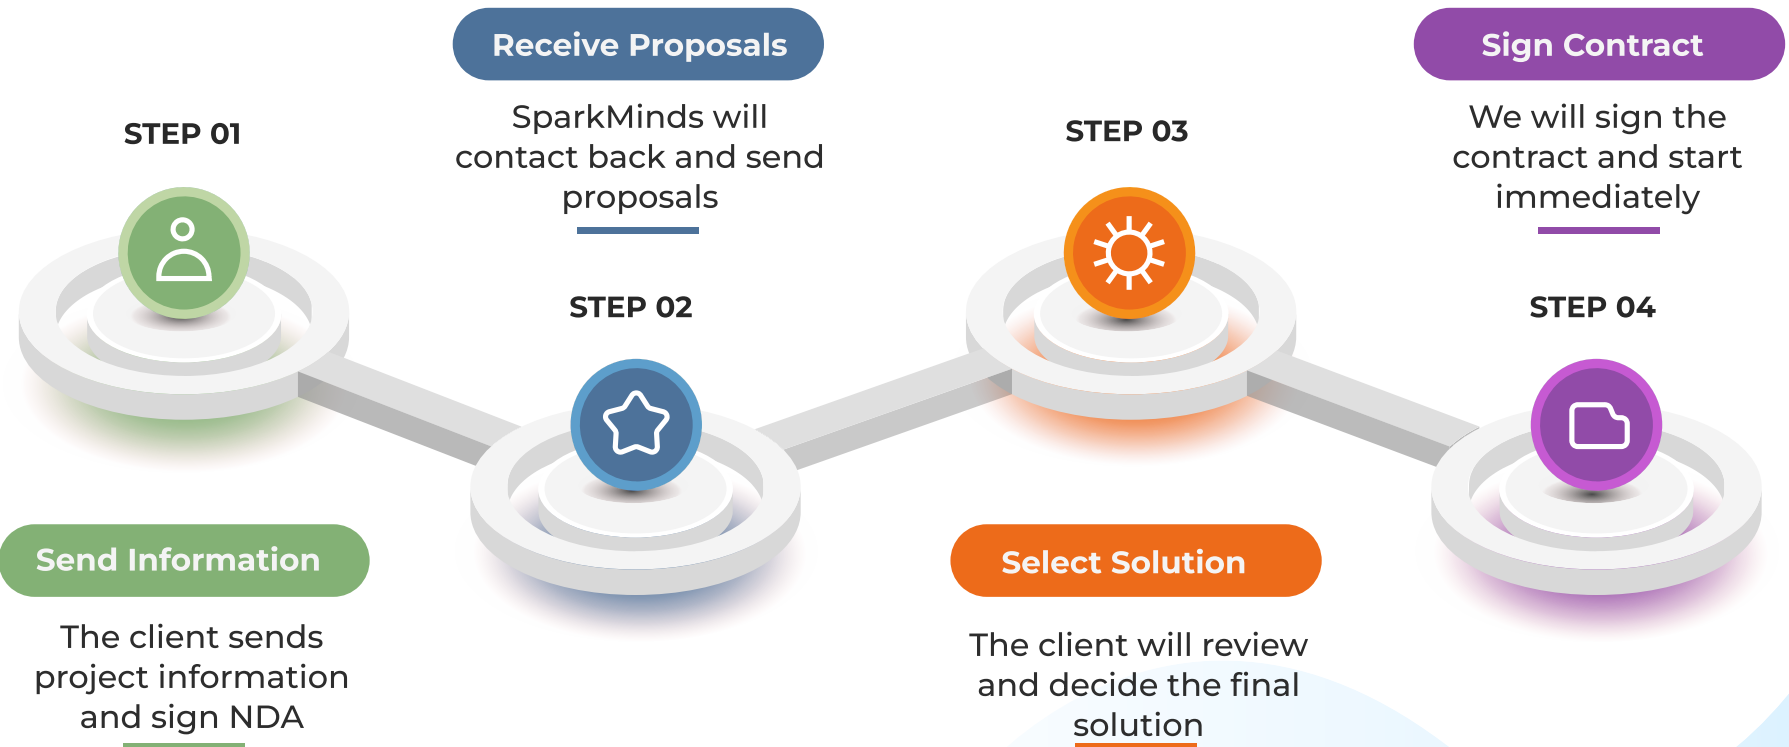 STEP 01
Send Information
The client sends
project information
and sign NDA
Receive Proposals
SparkMinds will
contact back and send
proposals
STEP 02
STEP 03
Select Solution
The client will review
and decide the final
solution
Sign Contract
We will sign the
contract and start
immediately
STEP 04